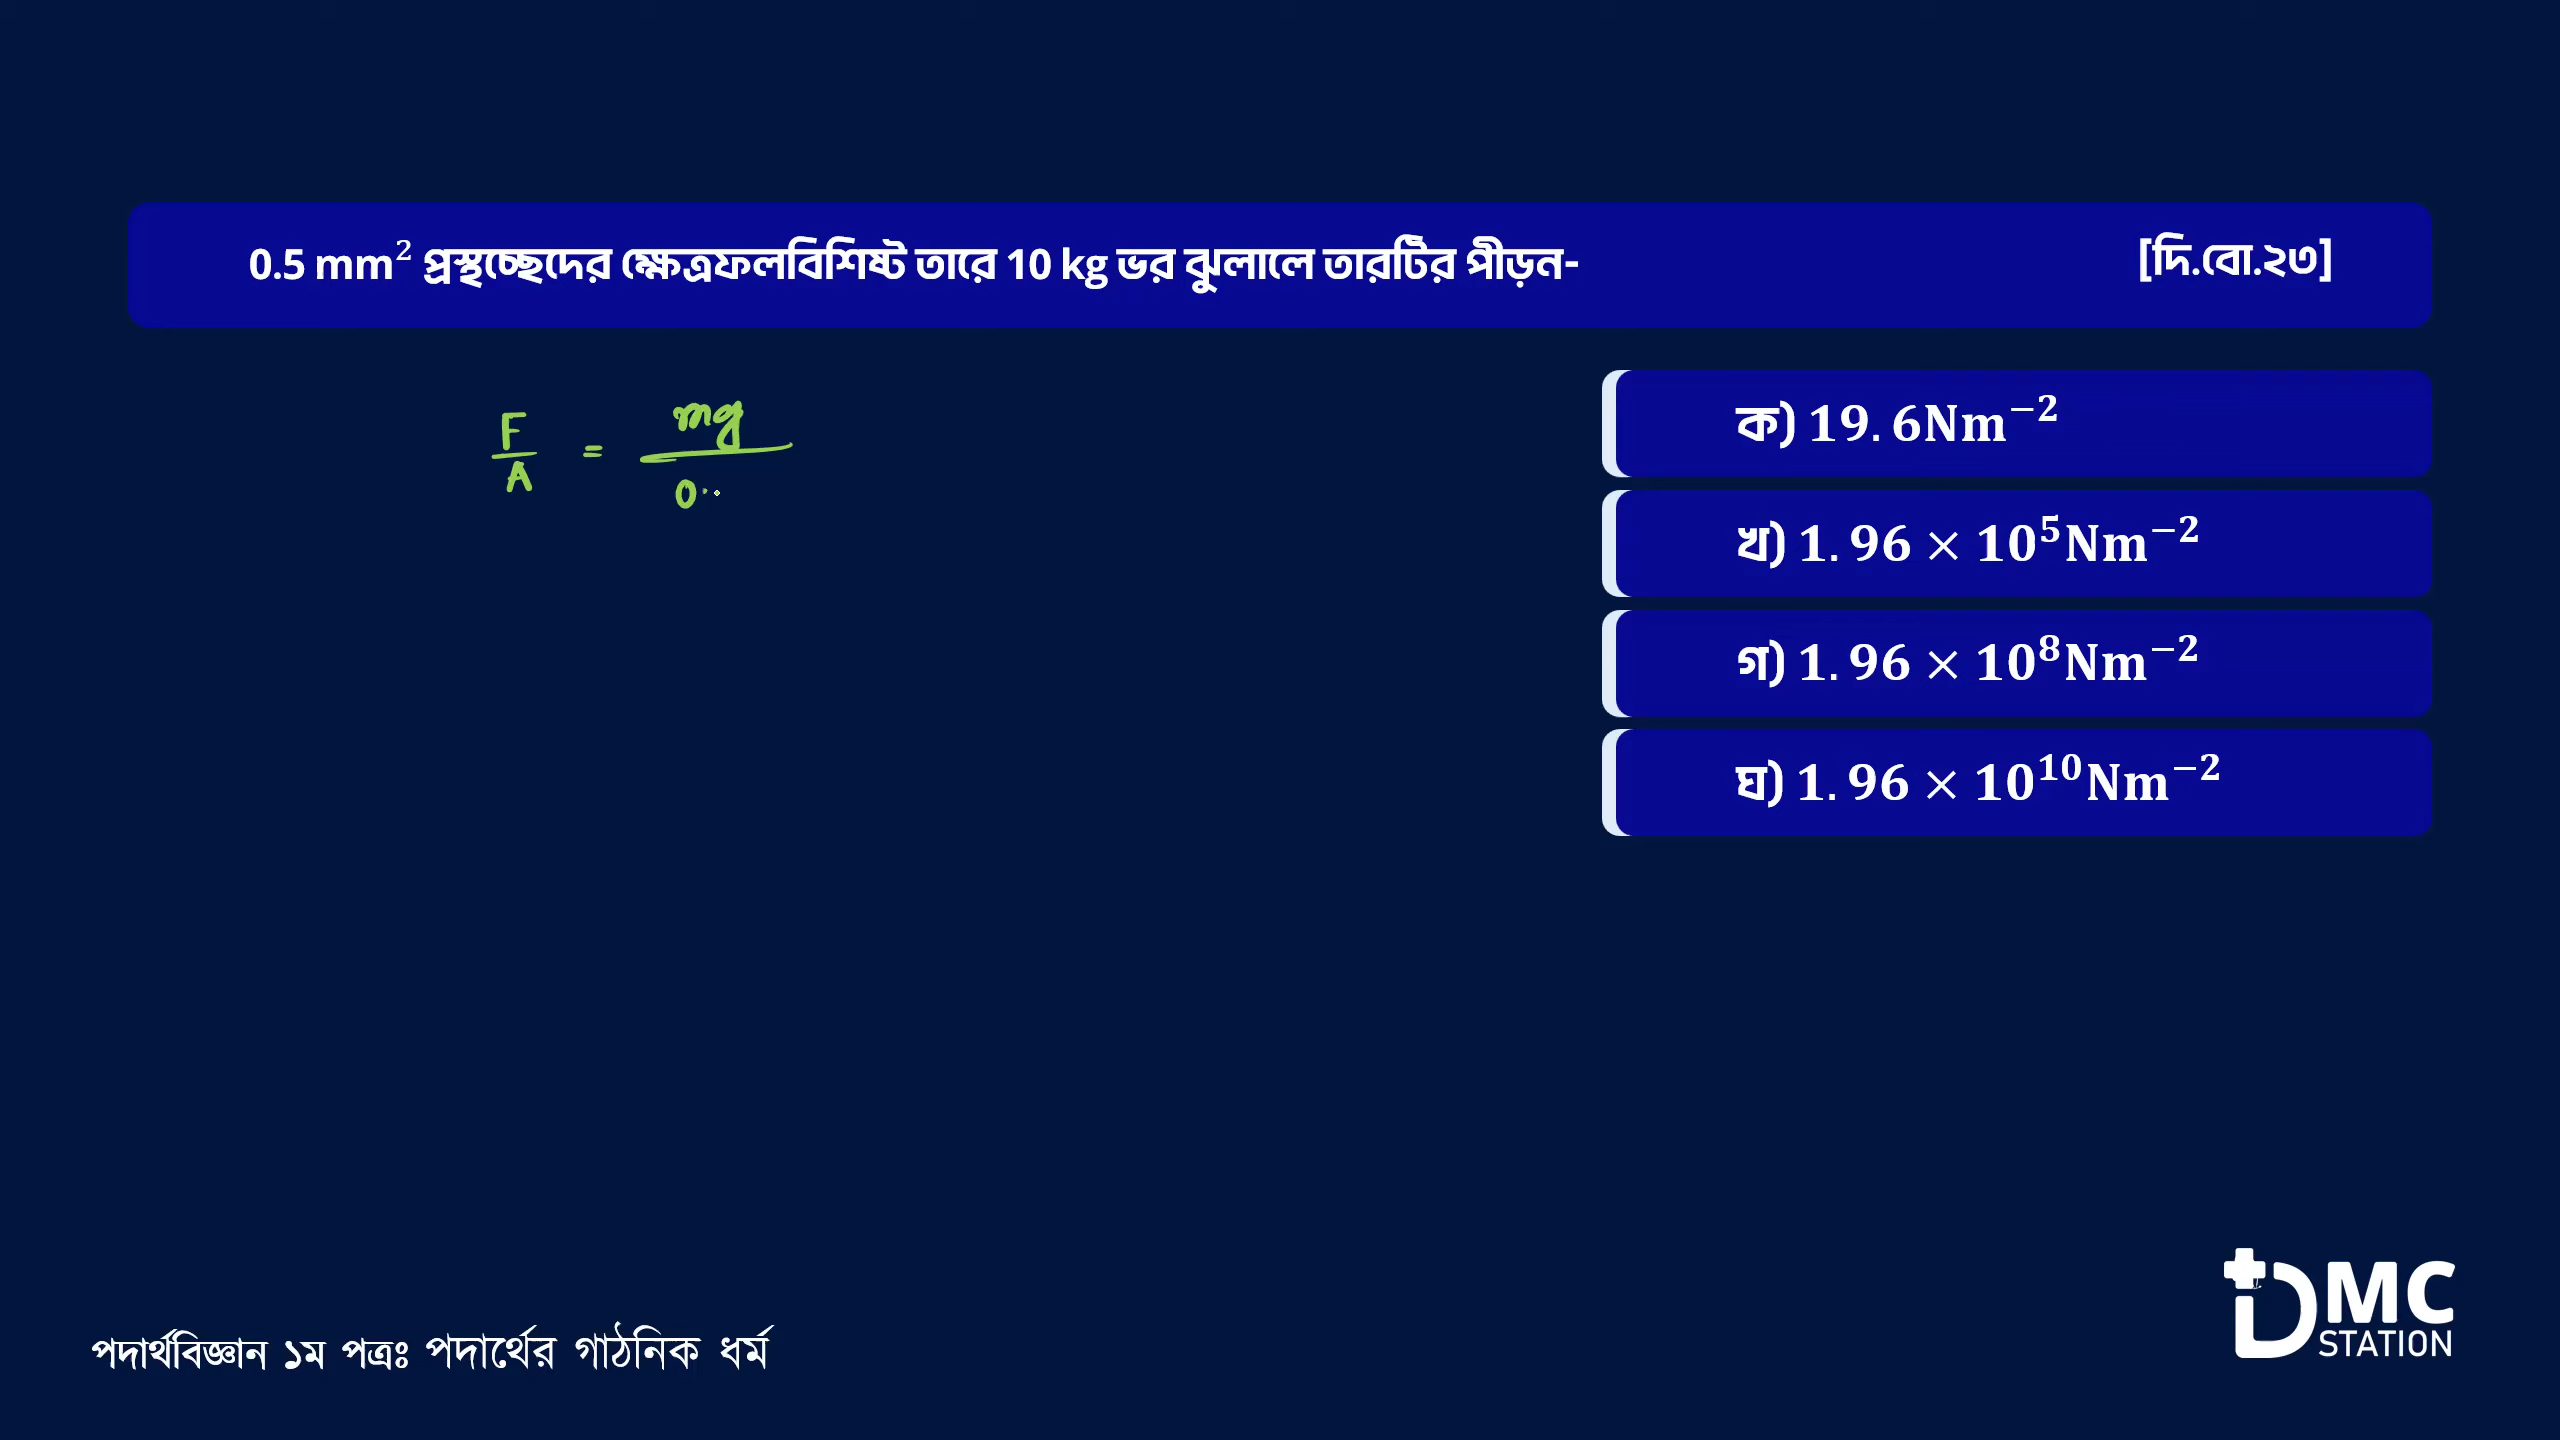 0.5 mm² প্রস্থচ্ছেদের ক্ষেত্রফলবিশিষ্ট তারে 10 kg ভর ঝুলালে তারটির পীড়ন- [দি.বো.২৩]
F/A = mg/0.
ক) 19.6Nm⁻²
খ) 1.96 × 10⁵Nm⁻²
গ) 1.96 × 10⁸Nm⁻²
ঘ) 1.96 × 10¹⁰Nm⁻²
DMC
STATION
পদার্থবিজ্ঞান ১ম পত্রঃ পদার্থের গাঠনিক ধর্ম